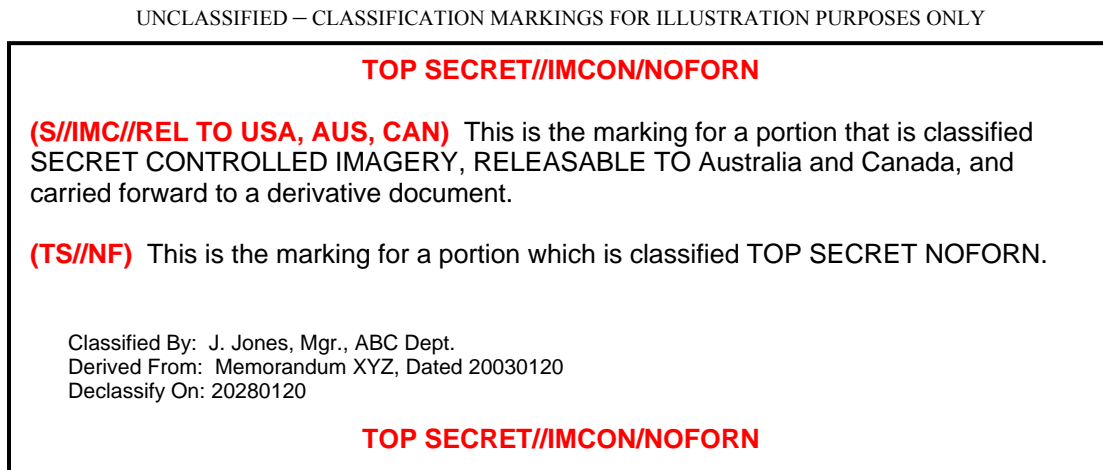 UNCLASSIFIED – CLASSIFICATION MARKINGS FOR ILLUSTRATION PURPOSES ONLY
TOP SECRET//IMCON/NOFORN
(S//IMC//REL TO USA, AUS, CAN) This is the marking for a portion that is classified
SECRET CONTROLLED IMAGERY, RELEASABLE TO Australia and Canada, and
carried forward to a derivative document.
(TS//NF) This is the marking for a portion which is classified TOP SECRET NOFORN.
Classified By: J. Jones, Mgr., ABC Dept.
Derived From: Memorandum XYZ, Dated 20030120
Declassify On: 20280120
TOP SECRET//IMCON/NOFORN